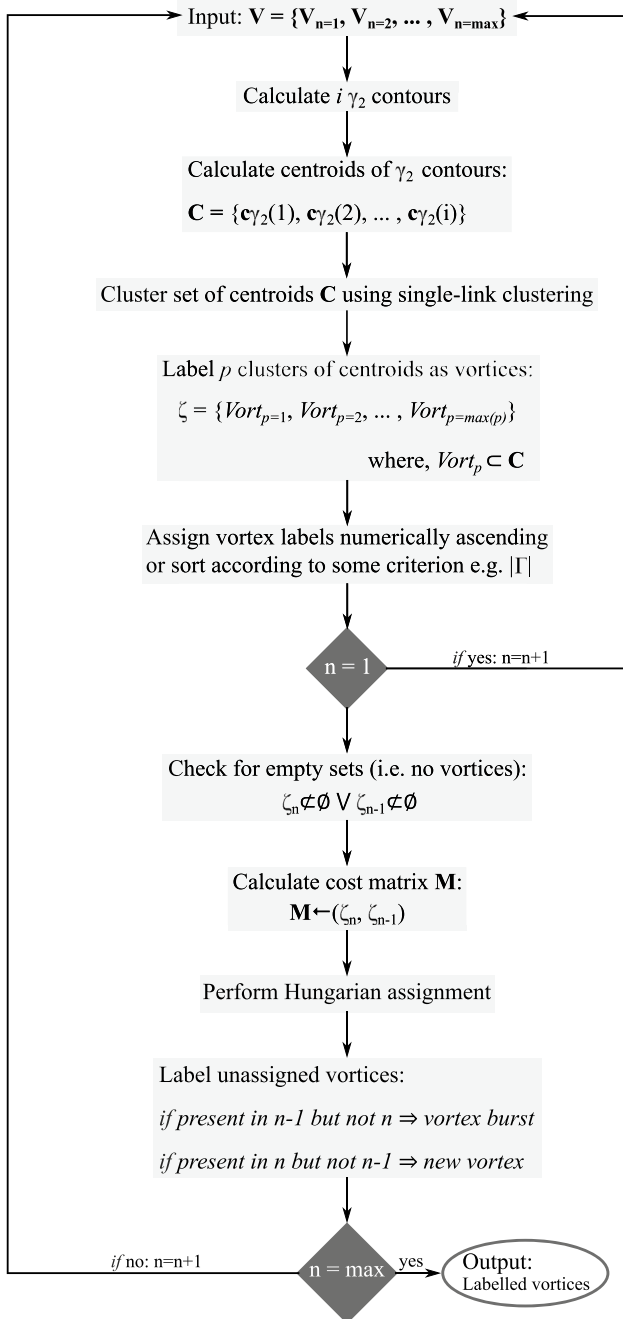 Input: V = {Vn=1, Vn=2, ... , Vn=max}
Calculate i γ2 contours
Calculate centroids of γ2 contours:
C = {cγ2(1), cγ2(2), ... , cγ2(i)}
Cluster set of centroids C using single-link clustering
Label p clusters of centroids as vortices:
ζ = {Vortp=1, Vortp=2, ... , Vortp=max(p)}
where, Vortp ⊂ C
Assign vortex labels numerically ascending
or sort according to some criterion e.g. |Γ|
n = 1
if yes: n=n+1
Check for empty sets (i.e. no vortices):
ζn⊄∅ V ζn-1⊄∅
Calculate cost matrix M:
M←(ζn, ζn-1)
Perform Hungarian assignment
Label unassigned vortices:
if present in n-1 but not n ⇒ vortex burst
if present in n but not n-1 ⇒ new vortex
if no: n=n+1
n = max
yes
Output:
Labelled vortices